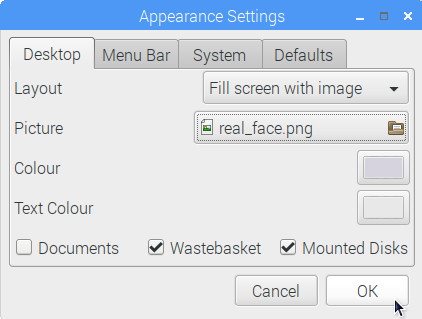 Appearance Settings
Desktop Menu Bar System Defaults
Layout Fill screen with image
Picture real_face.png
Colour
Text Colour
Documents Wastebasket Mounted Disks
Cancel OK